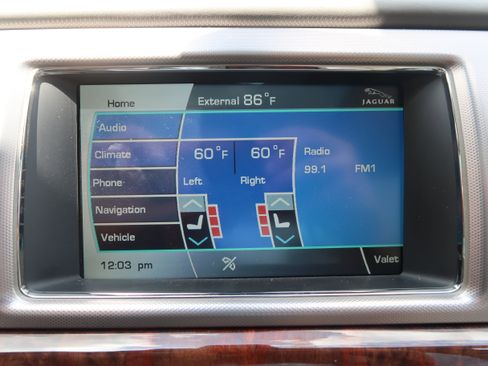 Home External 86°F JAGUAR
Audio
Climate 60°F 60°F Radio
Phone Left Right 99.1 FM1
Navigation
Vehicle
12:03 pm Valet